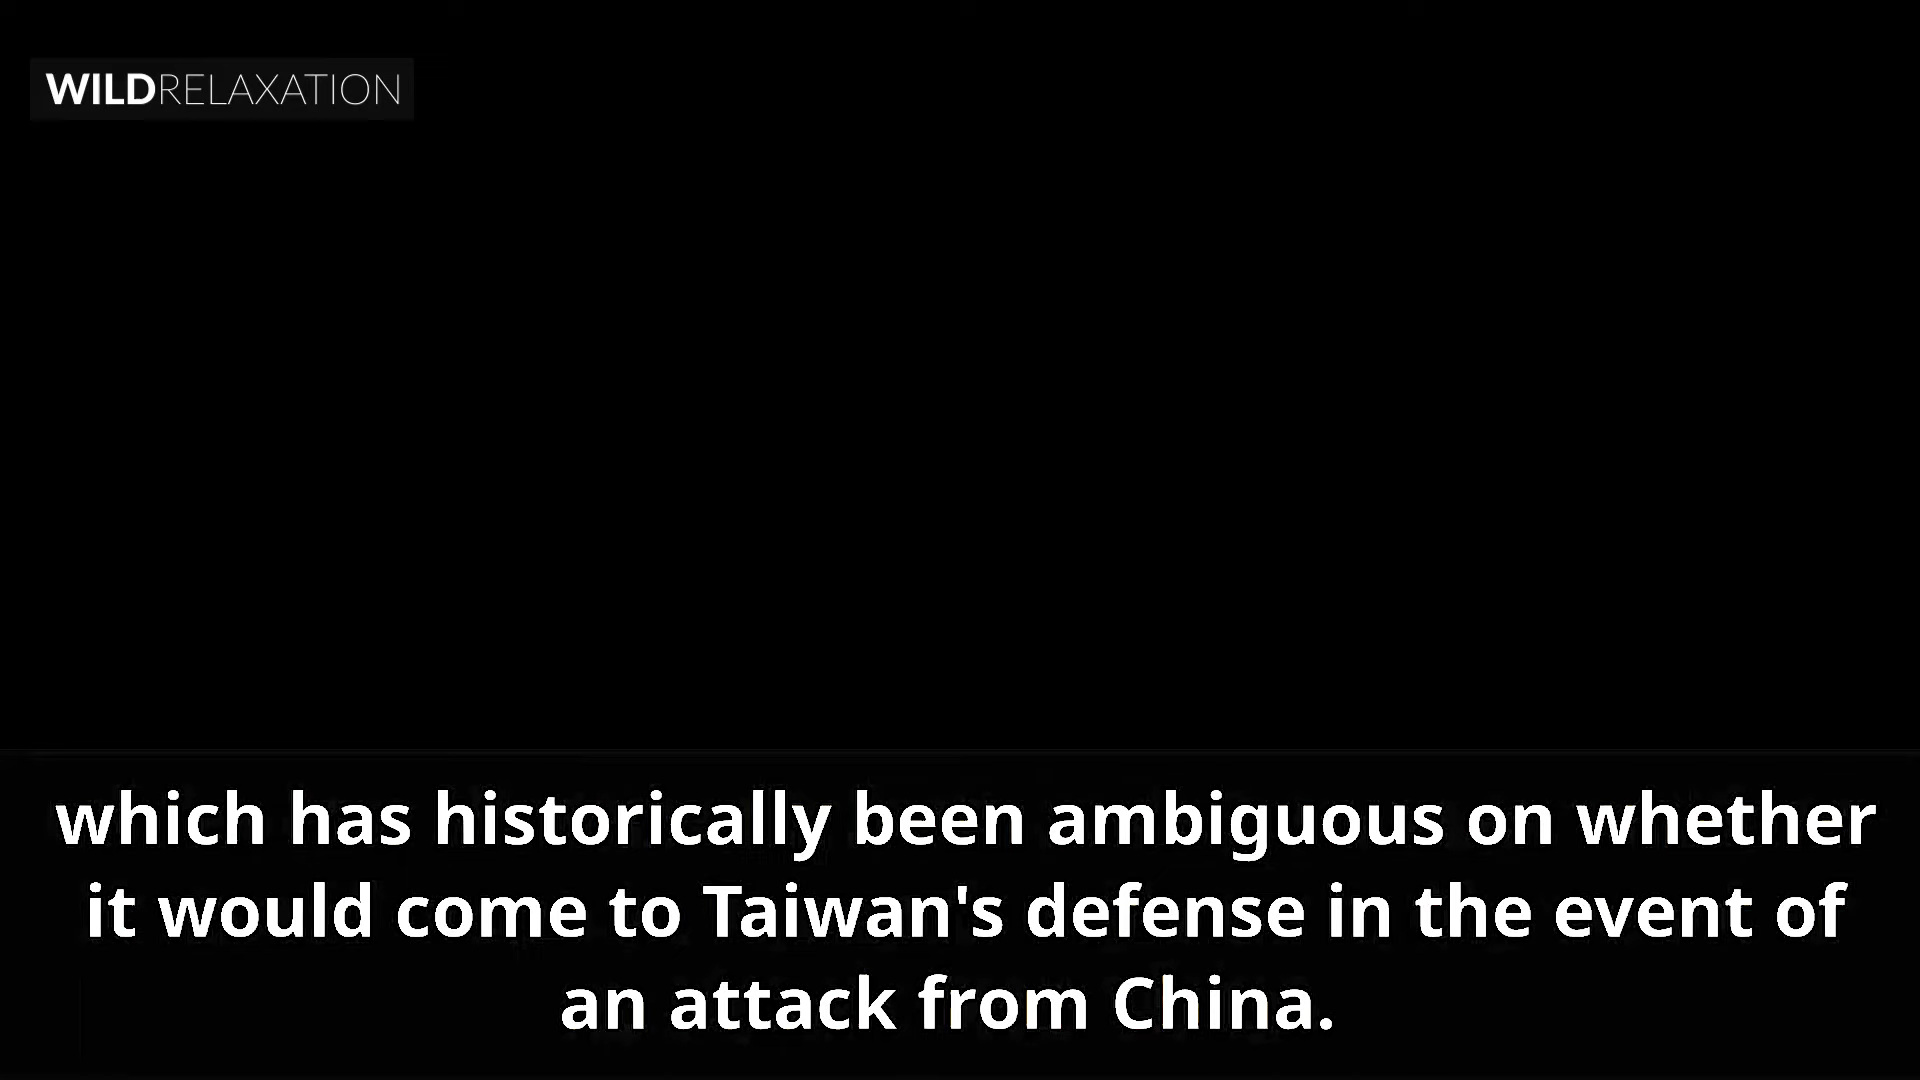 WILDRELAXATION
which has historically been ambiguous on whether
it would come to Taiwan's defense in the event of
an attack from China.